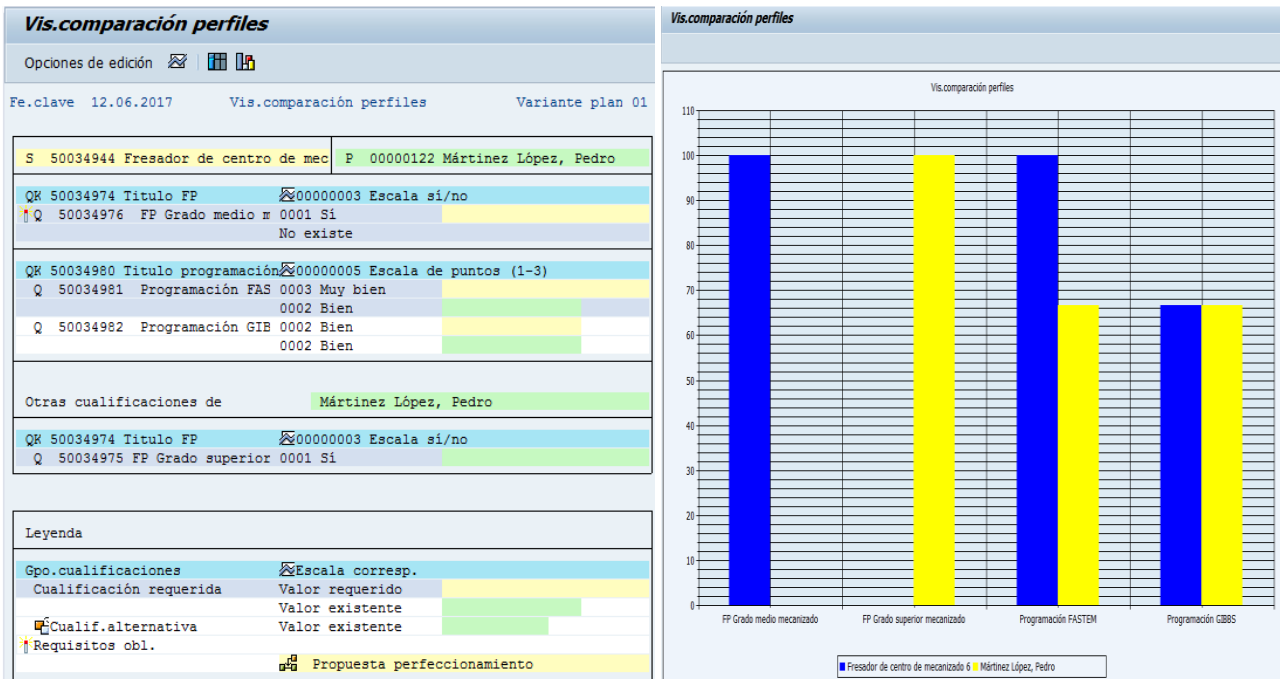 Vis.comparación perfiles
Opciones de edición
Fe.clave 12.06.2017 Vis.comparación perfiles Variante plan 01
S 50034944 Fresador de centro de mec P 00000122 Mártinez López, Pedro
QK 50034974 Titulo FP 00000003 Escala sí/no
Q 50034976 FP Grado medio m 0001 Sí
No existe
QK 50034980 Titulo programación 00000005 Escala de puntos (1-3)
Q 50034981 Programación FAS 0003 Muy bien
0002 Bien
Q 50034982 Programación GIB 0002 Bien
0002 Bien
Otras cualificaciones de Mártinez López, Pedro
QK 50034974 Titulo FP 00000003 Escala sí/no
Q 50034975 FP Grado superior 0001 Sí
Leyenda
Gpo.cualificaciones Escala corresp.
Cualificación requerida Valor requerido
Valor existente
Cualif.alternativa Valor existente
Requisitos obl.
Propuesta perfeccionamiento
Vis.comparación perfiles
Vis.comparación perfiles
110
100
90
80
70
60
50
40
30
20
10
0
FP Grado medio mecanizado FP Grado superior mecanizado Programación FASTEM Programación GIBBS
Fresador de centro de mecanizado 6 Mártinez López, Pedro